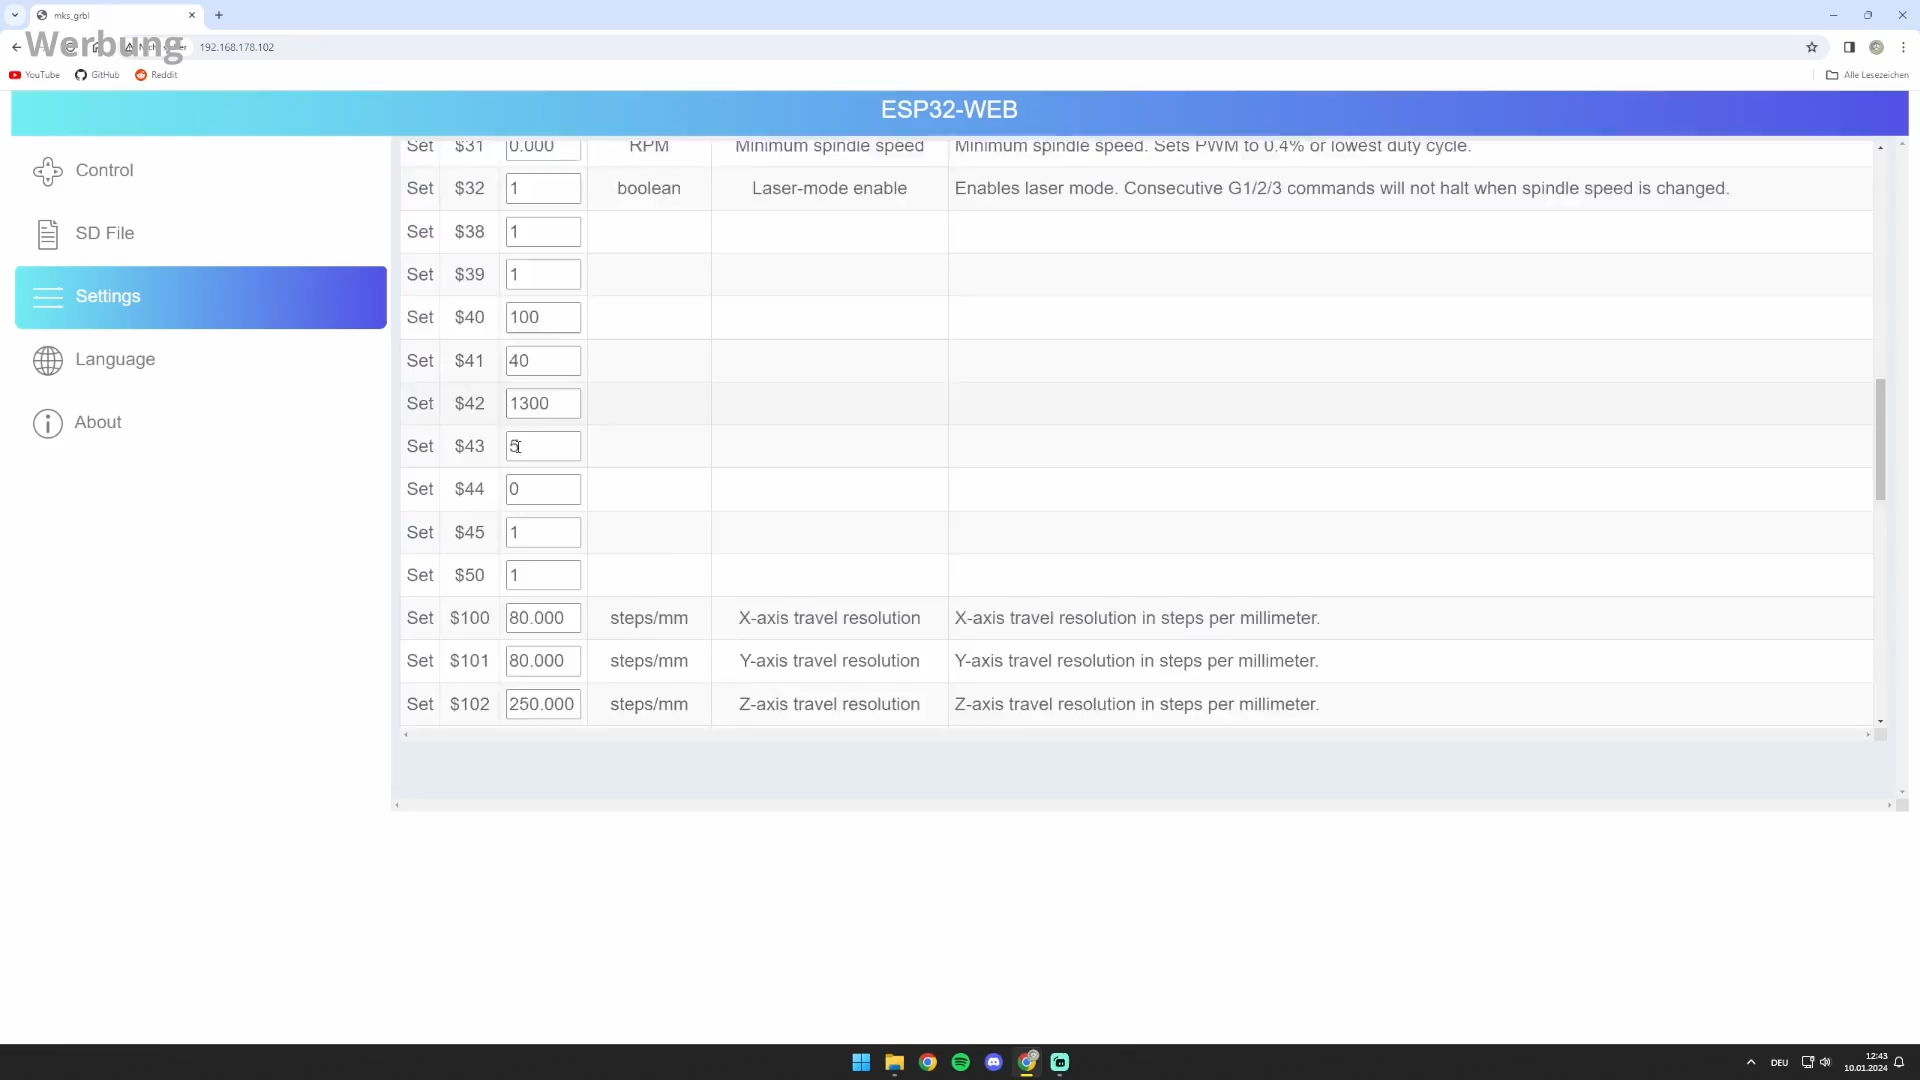 mks_grbl
Werbung
192.168.178.102
YouTube
GitHub
Reddit
Alle Lesezeichen
ESP32-WEB
Control
SD File
Settings
Language
About
Set $31 0.000 RPM Minimum spindle speed Minimum spindle speed. Sets PWM to 0.4% or lowest duty cycle.
Set $32 1 boolean Laser-mode enable Enables laser mode. Consecutive G1/2/3 commands will not halt when spindle speed is changed.
Set $38 1
Set $39 1
Set $40 100
Set $41 40
Set $42 1300
Set $43 5
Set $44 0
Set $45 1
Set $50 1
Set $100 80.000 steps/mm X-axis travel resolution X-axis travel resolution in steps per millimeter.
Set $101 80.000 steps/mm Y-axis travel resolution Y-axis travel resolution in steps per millimeter.
Set $102 250.000 steps/mm Z-axis travel resolution Z-axis travel resolution in steps per millimeter.
DEU
12:43
10.01.2024